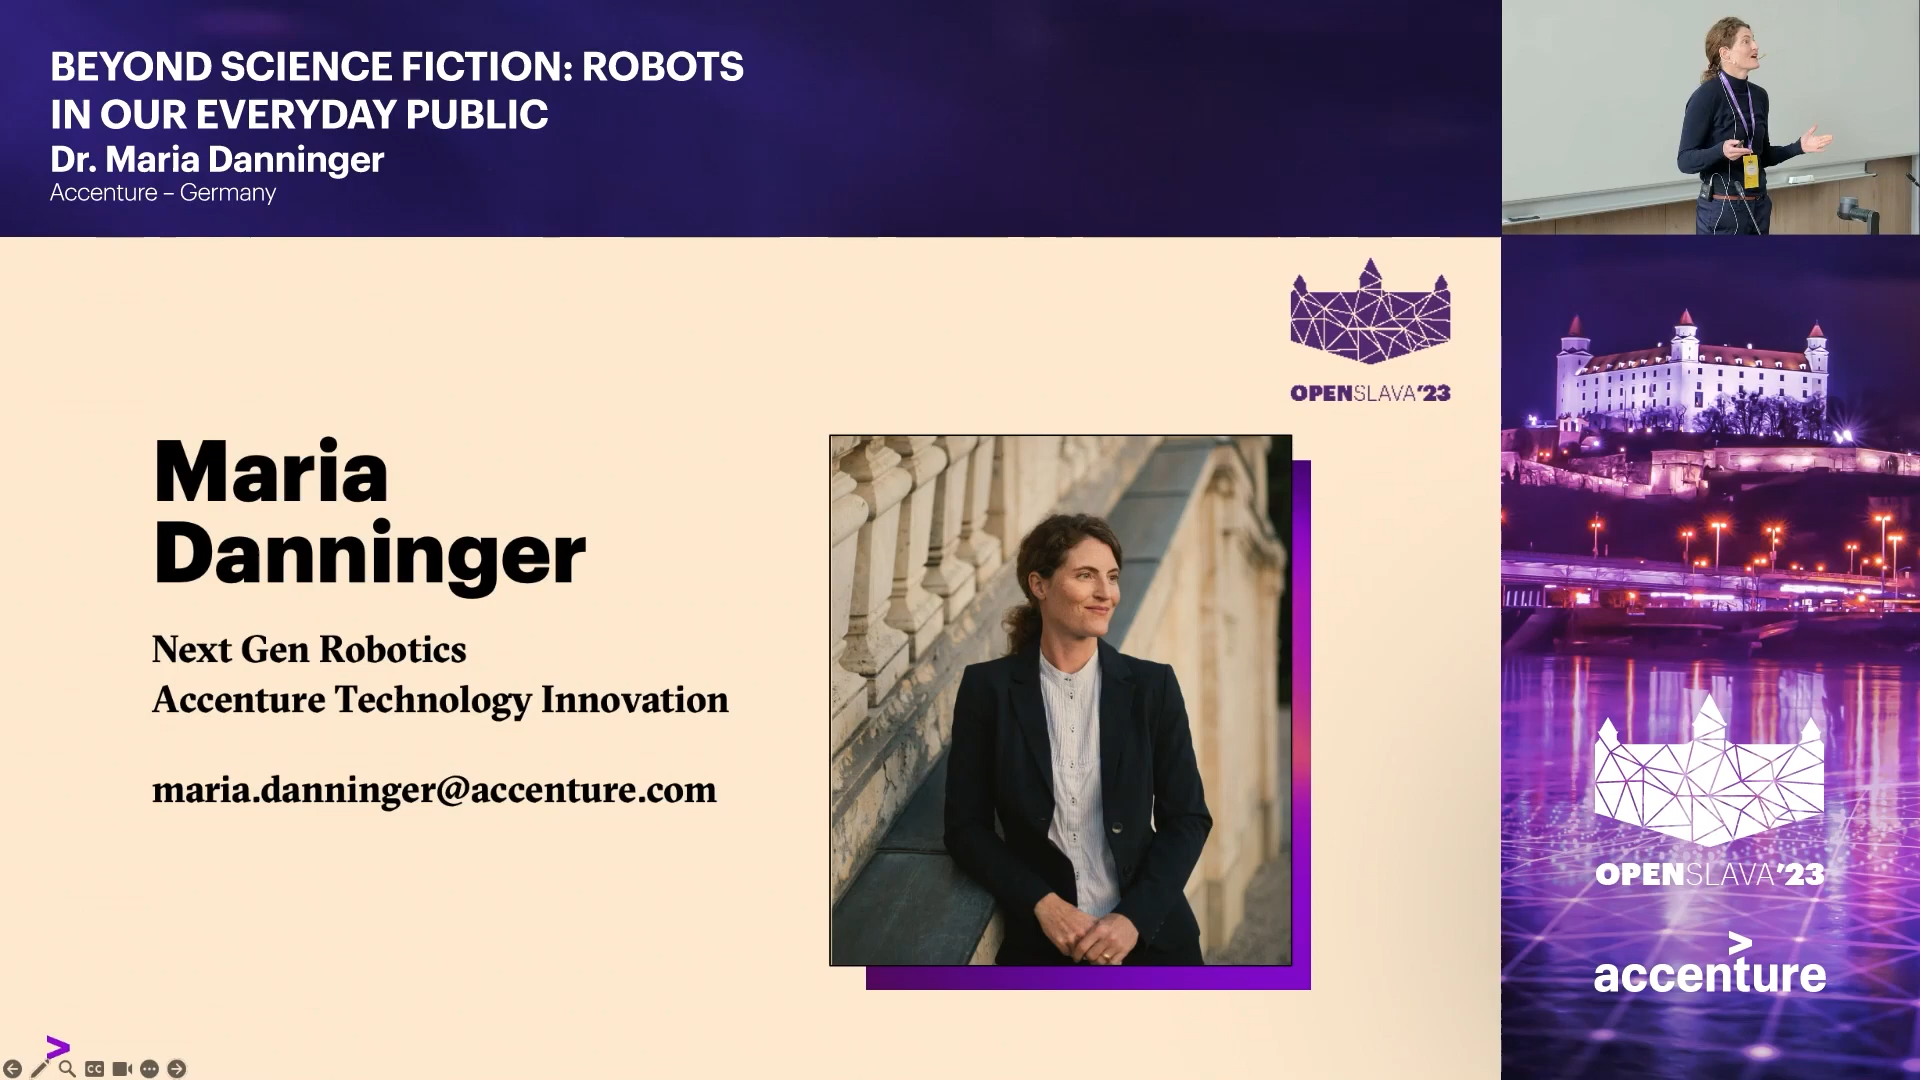 BEYOND SCIENCE FICTION: ROBOTS
IN OUR EVERYDAY PUBLIC
Dr. Maria Danninger
Accenture – Germany
OPENSLAVA'23
Maria
Danninger
Next Gen Robotics
Accenture Technology Innovation
maria.danninger@accenture.com
CC
OPENSLAVA'23
accenture